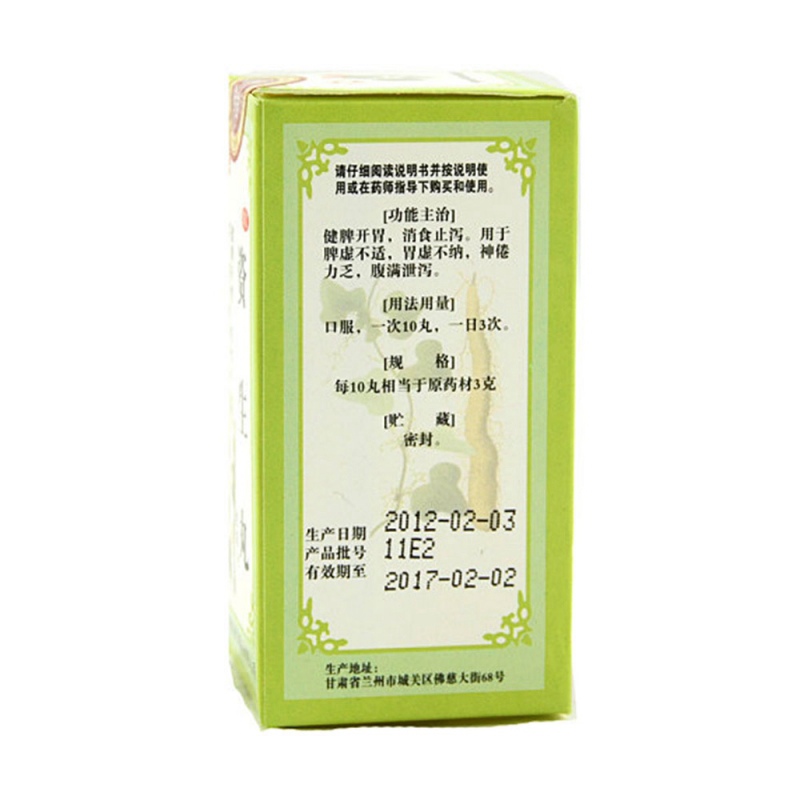 请仔细阅读说明书并按说明使
用或在药师指导下购买和使用。
[功能主治]
健脾开胃，消食止泻。用于
脾虚不适，胃虚不纳，神倦
力乏，腹满泄泻。
[用法用量]
口服，一次10丸，一日3次。
[规 格]
每10丸相当于原药材3克
[贮 藏]
密封。
生产日期 2012-02-03
产品批号 11E2
有效期至 2017-02-02
生产地址：
甘肃省兰州市城关区佛慈大街68号
资生丸